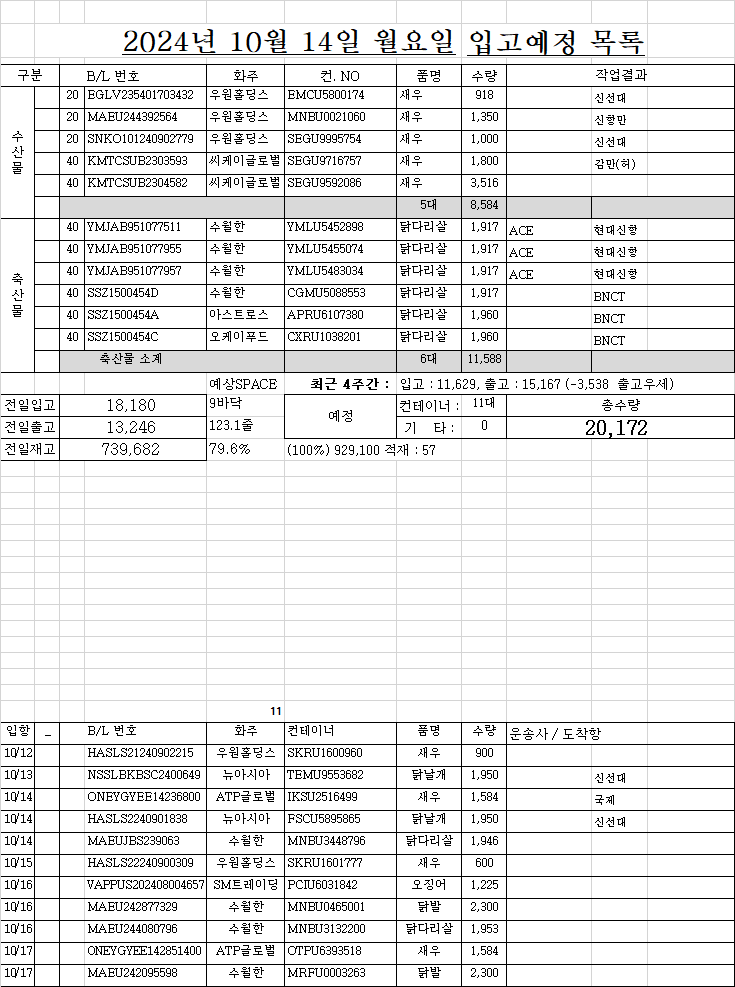 2024년 10월 14일 월요일 입고예정 목록
구분 B/L 번호 화주 컨. NO 품명 수량 작업결과
수산물
20 EGLV235401703432 우원홀딩스 EMCU5800174 새우 918 신선대
20 MAEU244392564 우원홀딩스 MNBU0021060 새우 1,350 신항만
20 SNKO101240902779 우원홀딩스 SEGU9995754 새우 1,000 신선대
40 KMTCSUB2303593 씨케이글로벌 SEGU9716757 새우 1,800 감만(허)
40 KMTCSUB2304582 씨케이글로벌 SEGU9592086 새우 3,516
5대 8,584
축산물
40 YMJAB951077511 수월한 YMLU5452898 닭다리살 1,917 ACE 현대신항
40 YMJAB951077955 수월한 YMLU5455074 닭다리살 1,917 ACE 현대신항
40 YMJAB951077957 수월한 YMLU5483034 닭다리살 1,917 ACE 현대신항
40 SSZ1500454D 수월한 CGMU5088553 닭다리살 1,917 BNCT
40 SSZ1500454A 아스트로스 APRU6107380 닭다리살 1,960 BNCT
40 SSZ1500454C 오케이푸드 CXRU1038201 닭다리살 1,960 BNCT
축산물 소계 6대 11,588
예상SPACE 최근 4주간 : 입고 : 11,629, 출고 : 15,167 (-3,538 출고우세)
전일입고 18,180 9바닥 예정 컨테이너 : 11대 총수량
전일출고 13,246 123.1줄 기 타 : 0 20,172
전일재고 739,682 79.6% (100%) 929,100 적재 : 57
11
입항 _ B/L 번호 화주 컨테이너 품명 수량 운송사 / 도착항
10/12 HASLS21240902215 우원홀딩스 SKRU1600960 새우 900
10/13 NSSLBKBSC2400649 뉴아시아 TEMU9553682 닭날개 1,950 신선대
10/14 ONEYGYEE14236800 ATP글로벌 IKSU2516499 새우 1,584 국제
10/14 HASLS2240901838 뉴아시아 FSCU5895865 닭날개 1,950 신선대
10/14 MAEUJBS239063 수월한 MNBU3448796 닭다리살 1,946
10/15 HASLS22240900309 우원홀딩스 SKRU1601777 새우 600
10/16 VAPPUS202408004657 SM트레이딩 PCIU6031842 오징어 1,225
10/16 MAEU242877329 수월한 MNBU0465001 닭발 2,300
10/16 MAEU244080796 수월한 MNBU3132200 닭다리살 1,953
10/17 ONEYGYEE142851400 ATP글로벌 OTPU6393518 새우 1,584
10/17 MAEU242095598 수월한 MRFU0003263 닭발 2,300